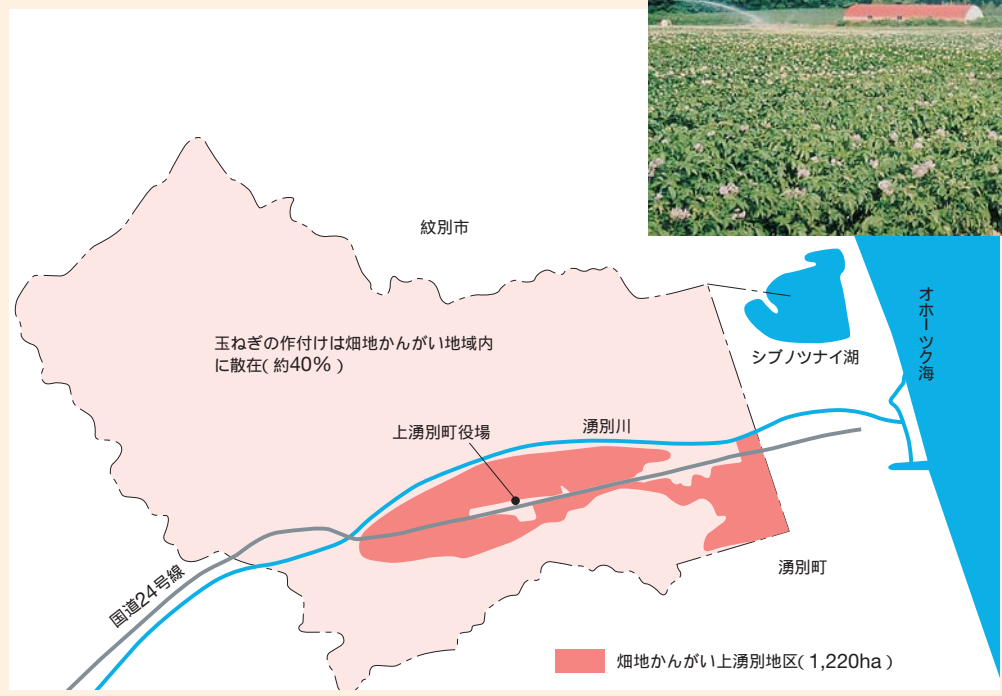 紋別市
オホーツク海
玉ねぎの作付けは畑地かんがい地域内
に散在( 約40% )
シブノツナイ湖
上湧別町役場
湧別川
湧別町
国道24号線
畑地かんがい上湧別地区( 1,220ha )